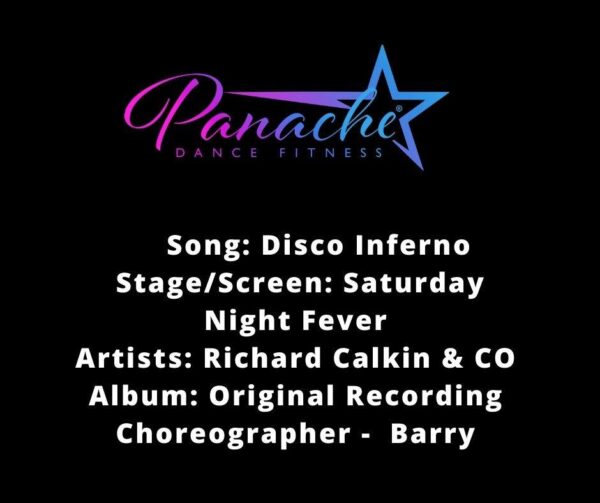 Panache®
DANCE FITNESS
Song: Disco Inferno
Stage/Screen: Saturday
Night Fever
Artists: Richard Calkin & CO
Album: Original Recording
Choreographer - Barry